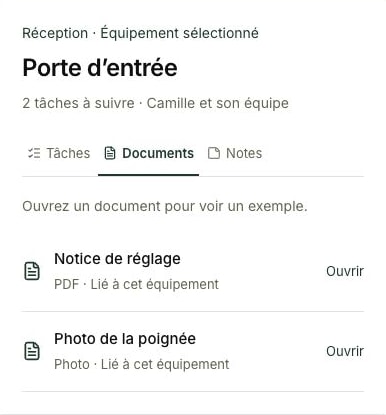 Réception · Équipement sélectionné
Porte d’entrée
2 tâches à suivre · Camille et son équipe
Tâches Documents Notes
Ouvrez un document pour voir un exemple.
Notice de réglage
PDF · Lié à cet équipement
Ouvrir
Photo de la poignée
Photo · Lié à cet équipement
Ouvrir